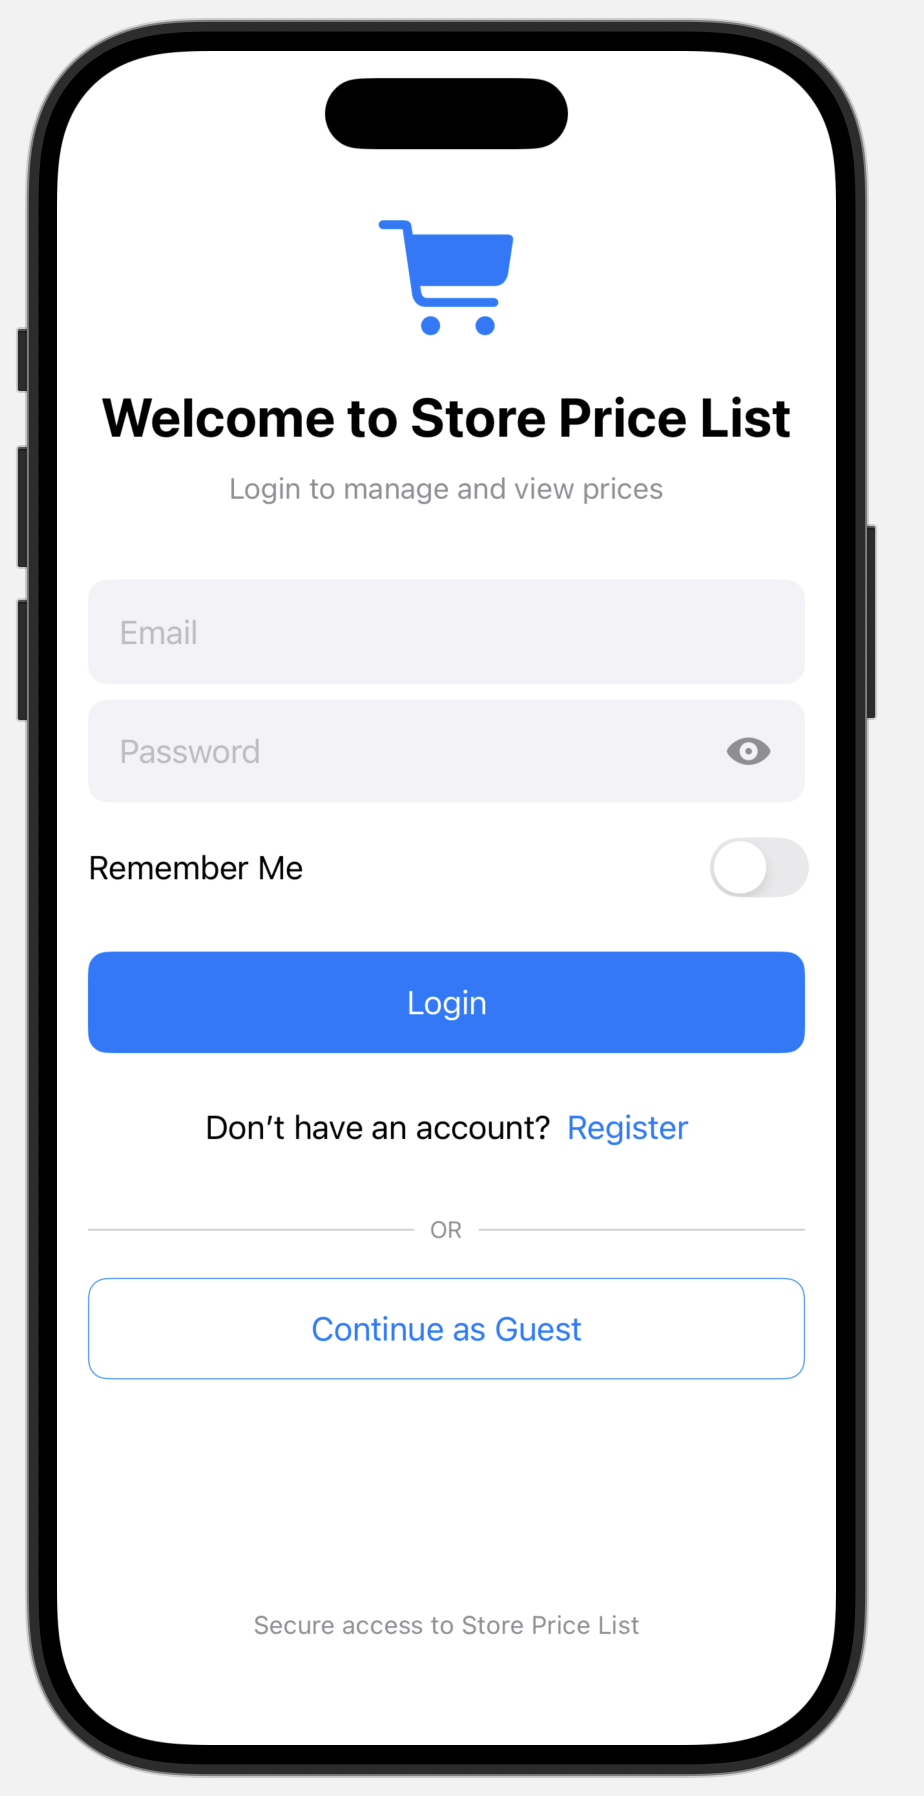 Welcome to Store Price List
Login to manage and view prices
Email
Password
Remember Me
Login
Don’t have an account? Register
OR
Continue as Guest
Secure access to Store Price List